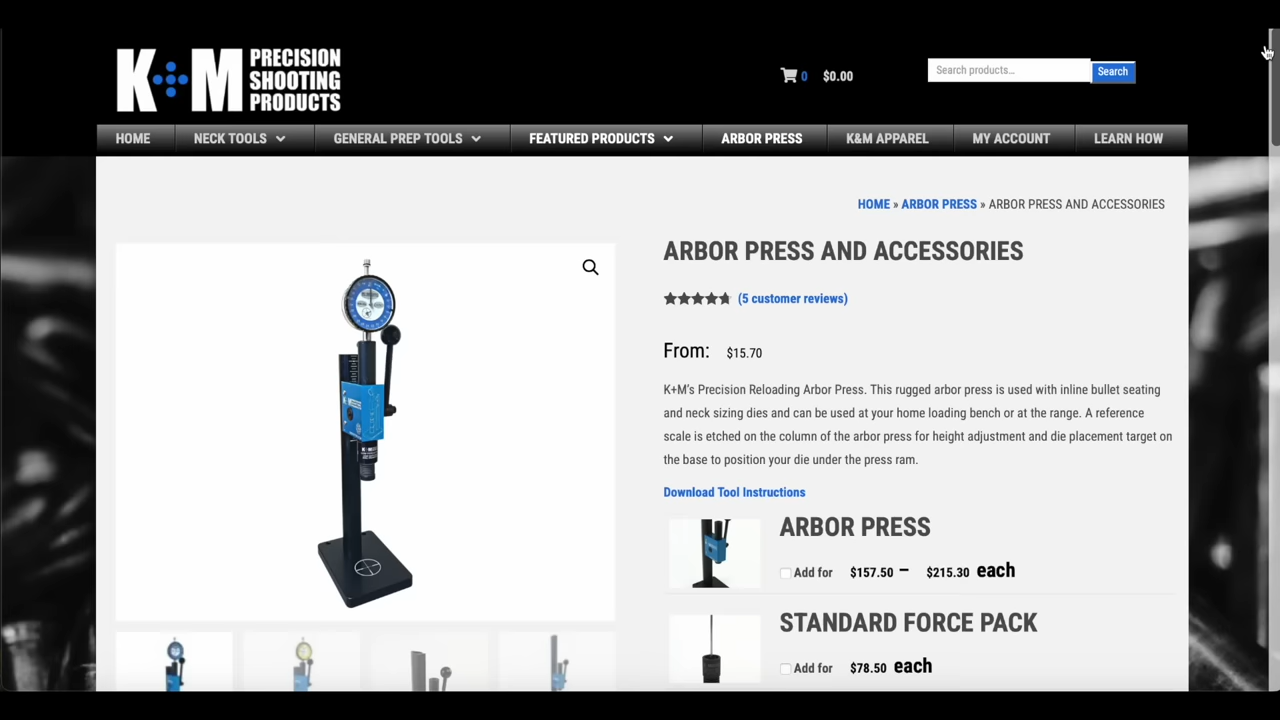 K+M PRECISION
SHOOTING
PRODUCTS
0 $0.00
Search products…
Search
HOME
NECK TOOLS
GENERAL PREP TOOLS
FEATURED PRODUCTS
ARBOR PRESS
K&M APPAREL
MY ACCOUNT
LEARN HOW
HOME » ARBOR PRESS » ARBOR PRESS AND ACCESSORIES
ARBOR PRESS AND ACCESSORIES
(5 customer reviews)
From: $15.70
K+M’s Precision Reloading Arbor Press. This rugged arbor press is used with inline bullet seating
and neck sizing dies and can be used at your home loading bench or at the range. A reference
scale is etched on the column of the arbor press for height adjustment and die placement target on
the base to position your die under the press ram.
Download Tool Instructions
ARBOR PRESS
Add for $157.50 – $215.30 each
STANDARD FORCE PACK
Add for $78.50 each